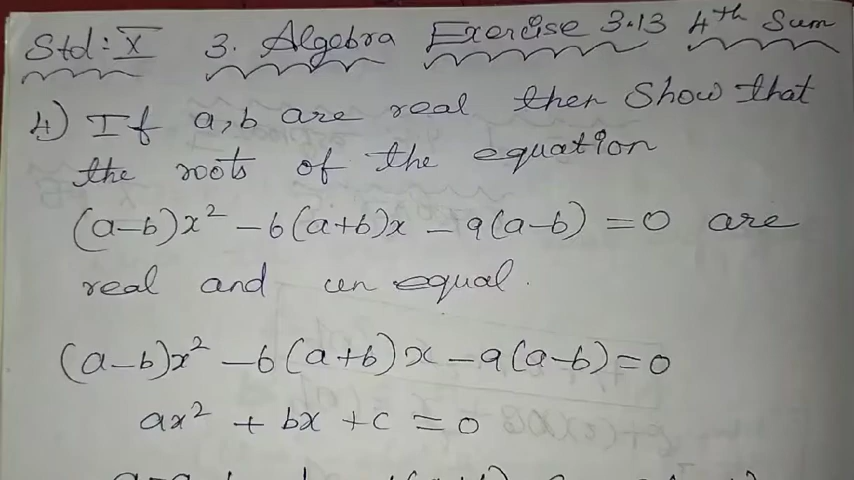 Std: X 3. Algebra Exercise 3.13 4th Sum
4) If a,b are real then show that
the roots of the equation
(a-b)x² - 6(a+b)x - 9(a-b) = 0 are
real and unequal.
(a-b)x² - 6(a+b)x - 9(a-b) = 0
ax² + bx + c = 0